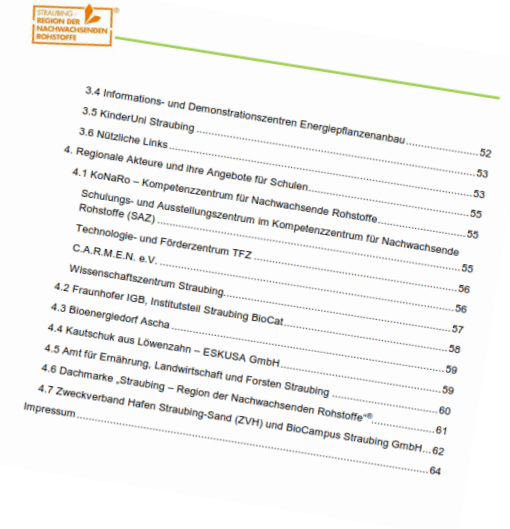 STRAUBING -
REGION DER
NACHWACHSENDEN
ROHSTOFFE
®
3.4 Informations- und Demonstrationszentren Energiepflanzenanbau.....................52
3.5 KinderUni Straubing ..................................................................................53
3.6 Nützliche Links..........................................................................................53
4. Regionale Akteure und ihre Angebote für Schulen...............................................55
4.1 KoNaRo – Kompetenzzentrum für Nachwachsende Rohstoffe..........................55
Schulungs- und Ausstellungszentrum im Kompetenzzentrum für Nachwachsende
Rohstoffe (SAZ) ..........................................................................................55
Technologie- und Förderzentrum TFZ ............................................................56
C.A.R.M.E.N. e.V. ........................................................................................56
Wissenschaftszentrum Straubing...................................................................57
4.2 Fraunhofer IGB, Institutsteil Straubing BioCat................................................58
4.3 Bioenergiedorf Ascha ................................................................................59
4.4 Kautschuk aus Löwenzahn – ESKUSA GmbH................................................59
4.5 Amt für Ernährung, Landwirtschaft und Forsten Straubing ...............................60
4.6 Dachmarke „Straubing – Region der Nachwachsenden Rohstoffe“®..................61
4.7 Zweckverband Hafen Straubing-Sand (ZVH) und BioCampus Straubing GmbH...62
Impressum ......................................................................................................64